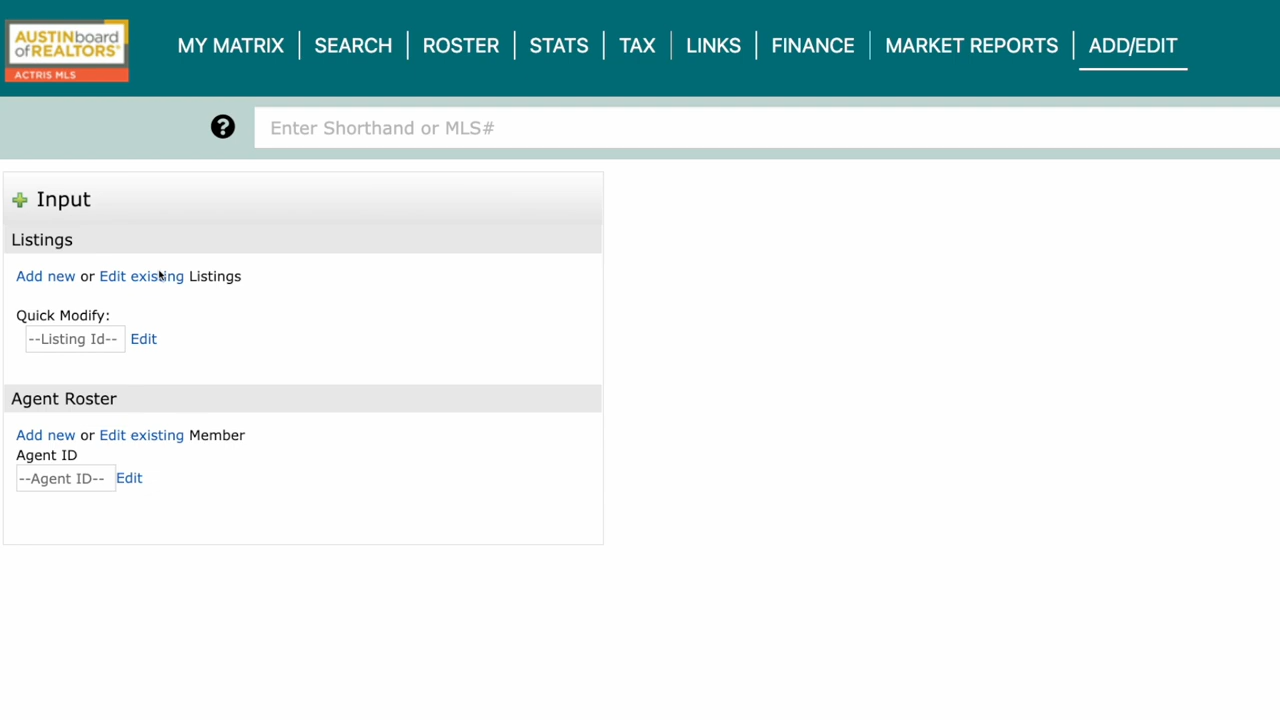 AUSTINboard
of REALTORS®
ACTRIS MLS
MY MATRIX SEARCH ROSTER STATS TAX LINKS FINANCE MARKET REPORTS ADD/EDIT
? Enter Shorthand or MLS#
Input
Listings
Add new or Edit existing Listings
Quick Modify:
--Listing Id-- Edit
Agent Roster
Add new or Edit existing Member
Agent ID
--Agent ID-- Edit